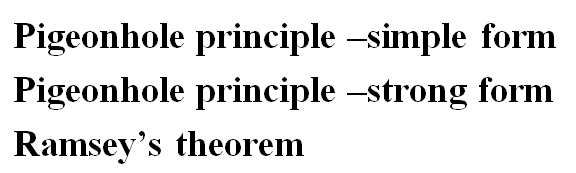 Pigeonhole principle –simple form
Pigeonhole principle –strong form
Ramsey’s theorem